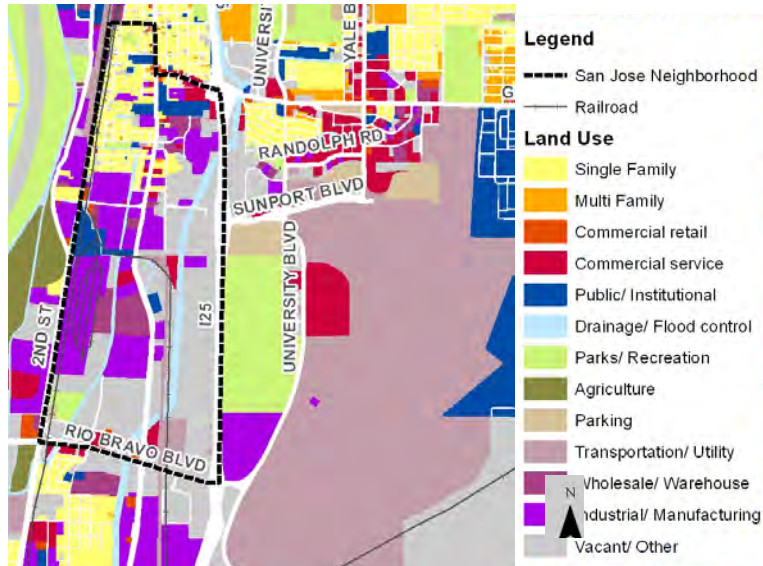 UNIVERSITY
YALE B
G
RANDOLPH RD
SUNPORT BLVD
UNIVERSITY BLVD
I25
2ND ST
RIO BRAVO BLVD
Legend
San Jose Neighborhood
Railroad
Land Use
Single Family
Multi Family
Commercial retail
Commercial service
Public/ Institutional
Drainage/ Flood control
Parks/ Recreation
Agriculture
Parking
Transportation/ Utility
Wholesale/ Warehouse
N
Industrial/ Manufacturing
Vacant/ Other